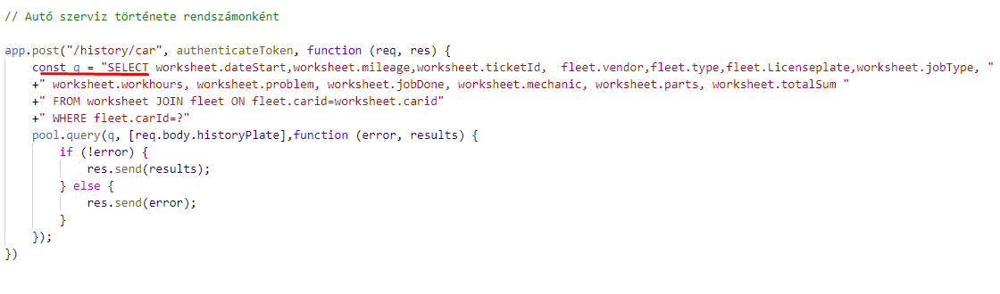 // Autó szerviz története rendszámonként
app.post("/history/car", authenticateToken, function (req, res) {
const q = "SELECT worksheet.dateStart,worksheet.mileage,worksheet.ticketId,  fleet.vendor,fleet.type,fleet.Licenseplate,worksheet.jobType, "
+" worksheet.workhours, worksheet.problem, worksheet.jobDone, worksheet.mechanic, worksheet.parts, worksheet.totalSum "
+" FROM worksheet JOIN fleet ON fleet.carid=worksheet.carid"
+" WHERE fleet.carId=?"
pool.query(q, [req.body.historyPlate],function (error, results) {
if (!error) {
res.send(results);
} else {
res.send(error);
}
});
})